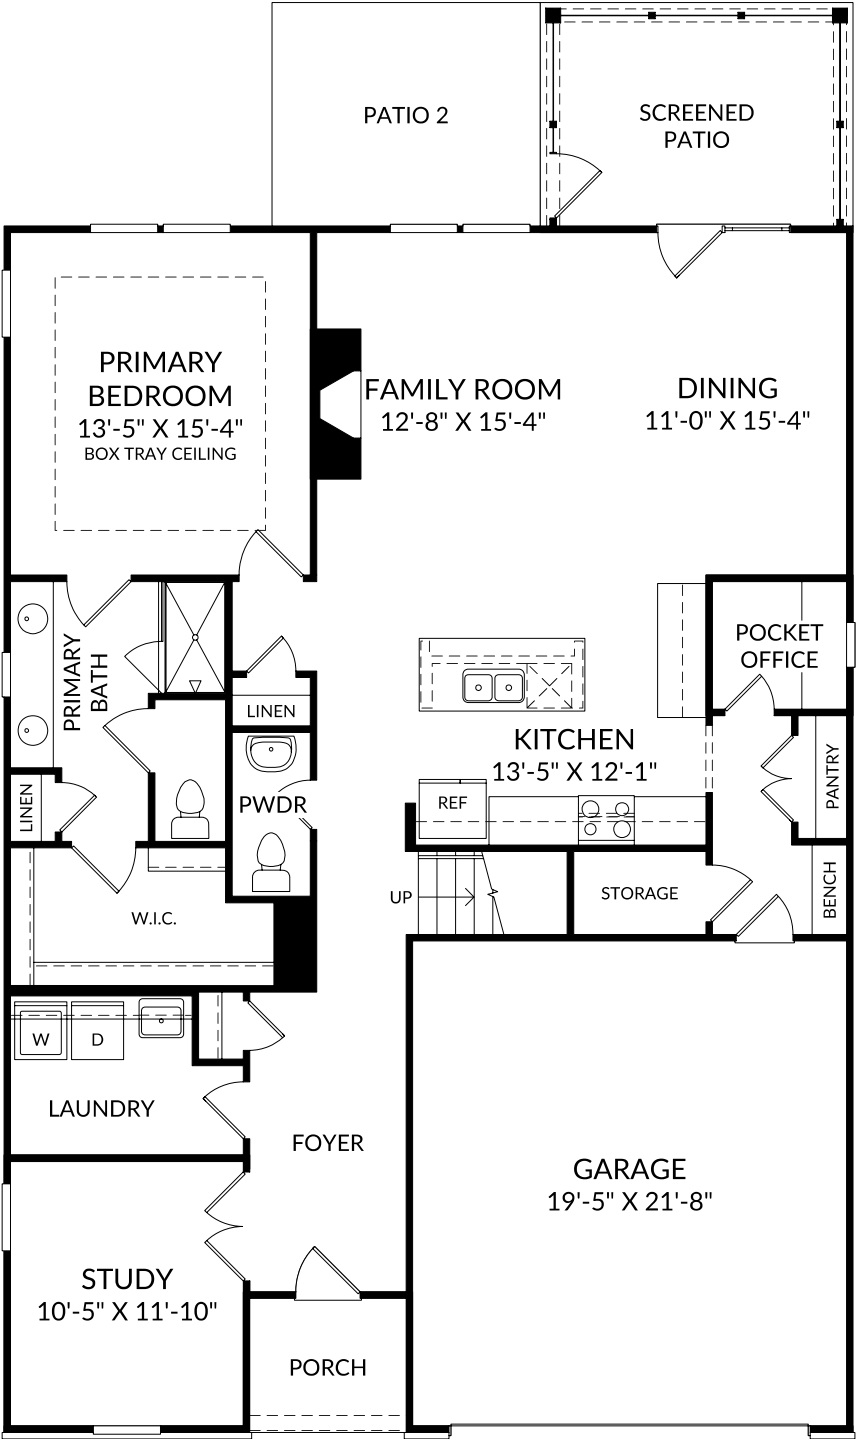 PATIO 2
SCREENED
PATIO
PRIMARY
BEDROOM
13'-5" X 15'-4"
BOX TRAY CEILING
FAMILY ROOM
12'-8" X 15'-4"
DINING
11'-0" X 15'-4"
PRIMARY
BATH
LINEN
POCKET
OFFICE
KITCHEN
13'-5" X 12'-1"
PANTRY
LINEN
PWDR
REF
W.I.C.
UP
STORAGE
BENCH
W
D
LAUNDRY
FOYER
GARAGE
19'-5" X 21'-8"
STUDY
10'-5" X 11'-10"
PORCH